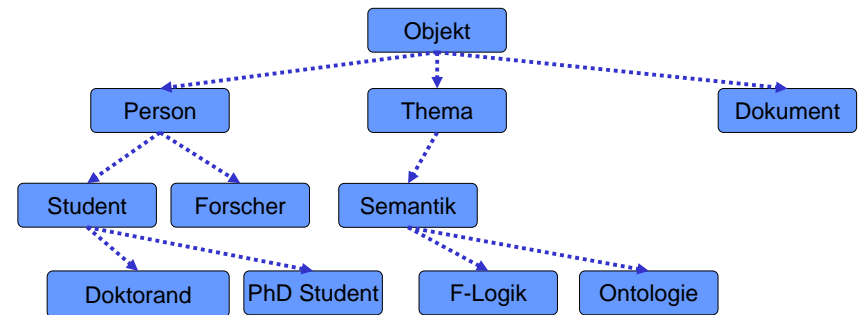 Objekt
Person
Thema
Dokument
Student
Forscher
Semantik
Doktorand
PhD Student
F-Logik
Ontologie